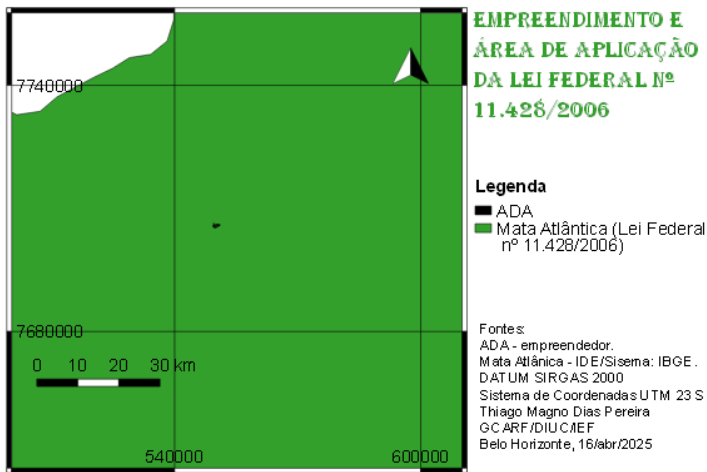 EMPREENDIMENTO E
ÁREA DE APLICAÇÃO
DA LEI FEDERAL Nº
11.428/2006
7740000
Legenda
ADA
Mata Atlântica (Lei Federal
nº 11.428/2006)
7680000
0 10 20 30 km
540000 600000
Fontes:
ADA - empreendedor.
Mata Atlânica - IDE/Sisema: IBGE.
DATUM SIRGAS 2000
Sistema de Coordenadas UTM 23 S
Thiago Magno Dias Pereira
GCARF/DIUC/IEF
Belo Horizonte, 16/abr/2025